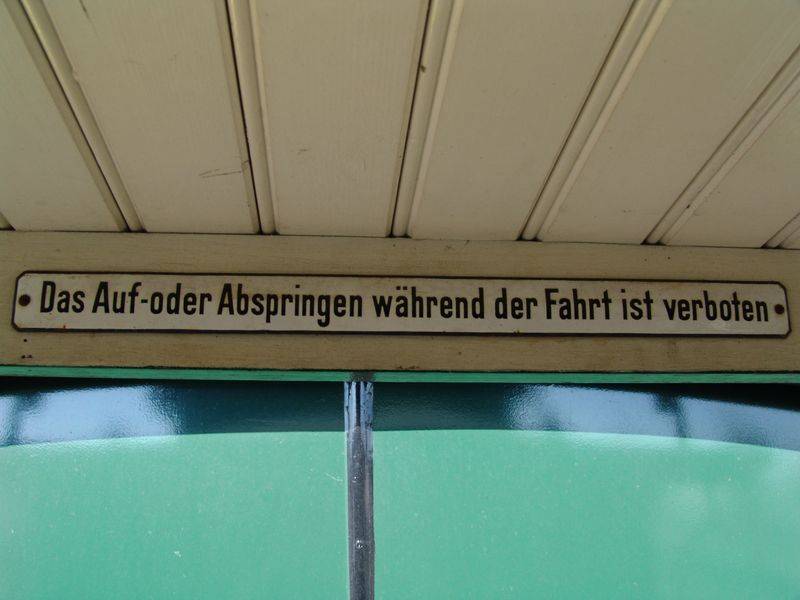 Das Auf-oder Abspringen während der Fahrt ist verboten